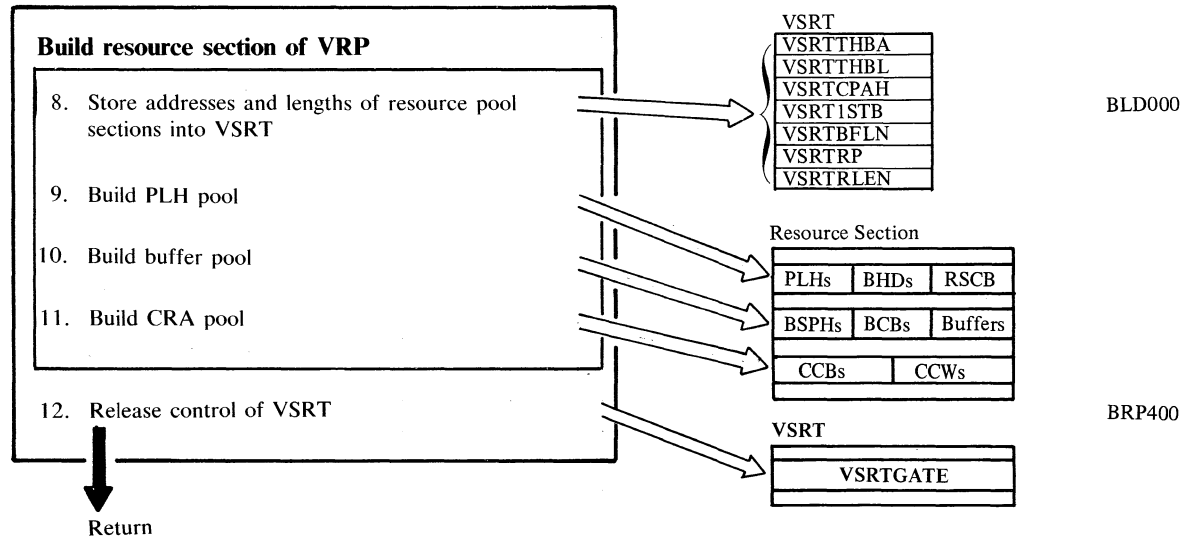 Build resource section of VRP
8. Store addresses and lengths of resource pool
sections into VSRT
9. Build PLH pool
10. Build buffer pool
11. Build CRA pool
12. Release control of VSRT
Return
VSRT
VSRTTHBA
VSRTTHBL
VSRTCPAH
VSRT1STB
VSRTBFLN
VSRTRP
VSRTRLEN
BLD000
Resource Section
PLHs BHDs RSCB
BSPHs BCBs Buffers
CCBs CCWs
BRP400
VSRT
VSRTGATE